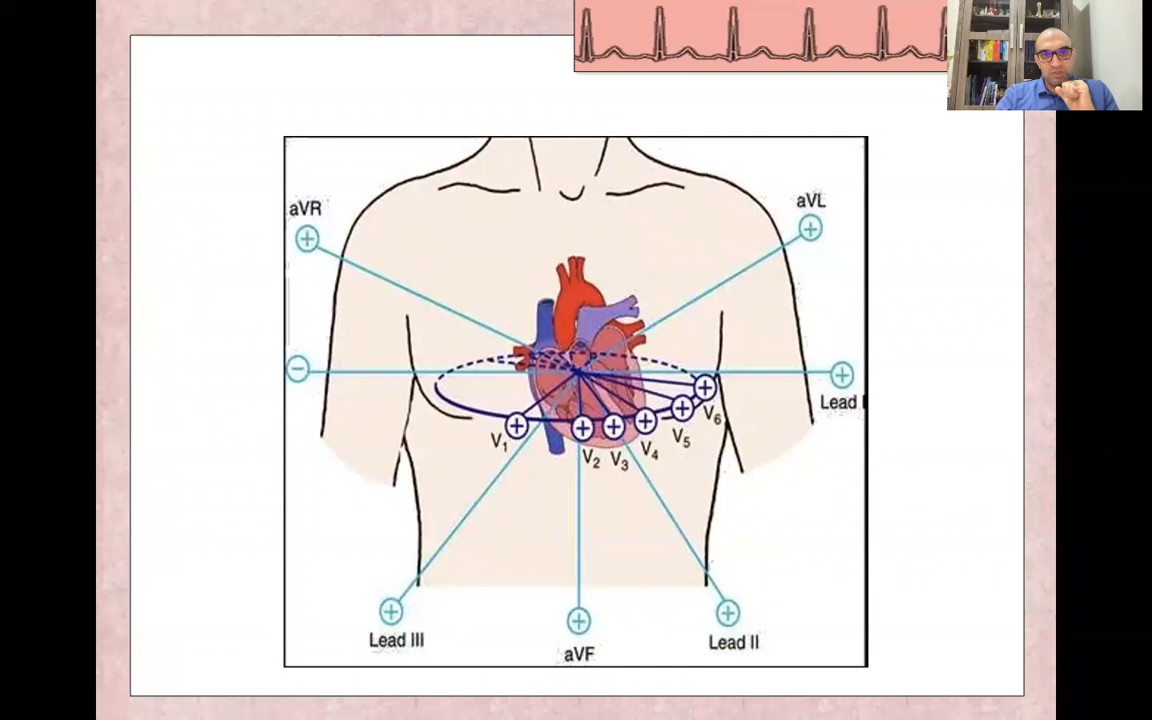 aVR
aVL
Lead I
V1
V2
V3
V4
V5
V6
Lead III
aVF
Lead II